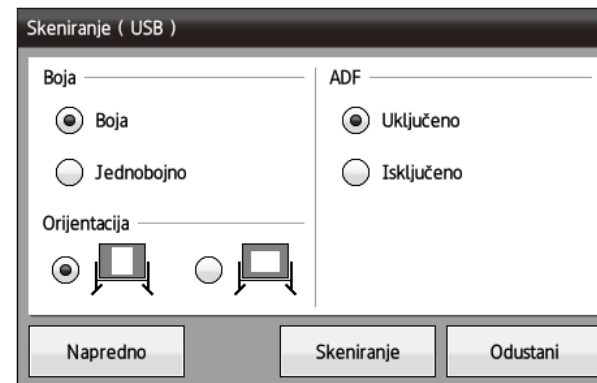 Skeniranje ( USB )
Boja
Boja
Jednobojno
Orijentacija
ADF
Uključeno
Isključeno
Napredno
Skeniranje
Odustani